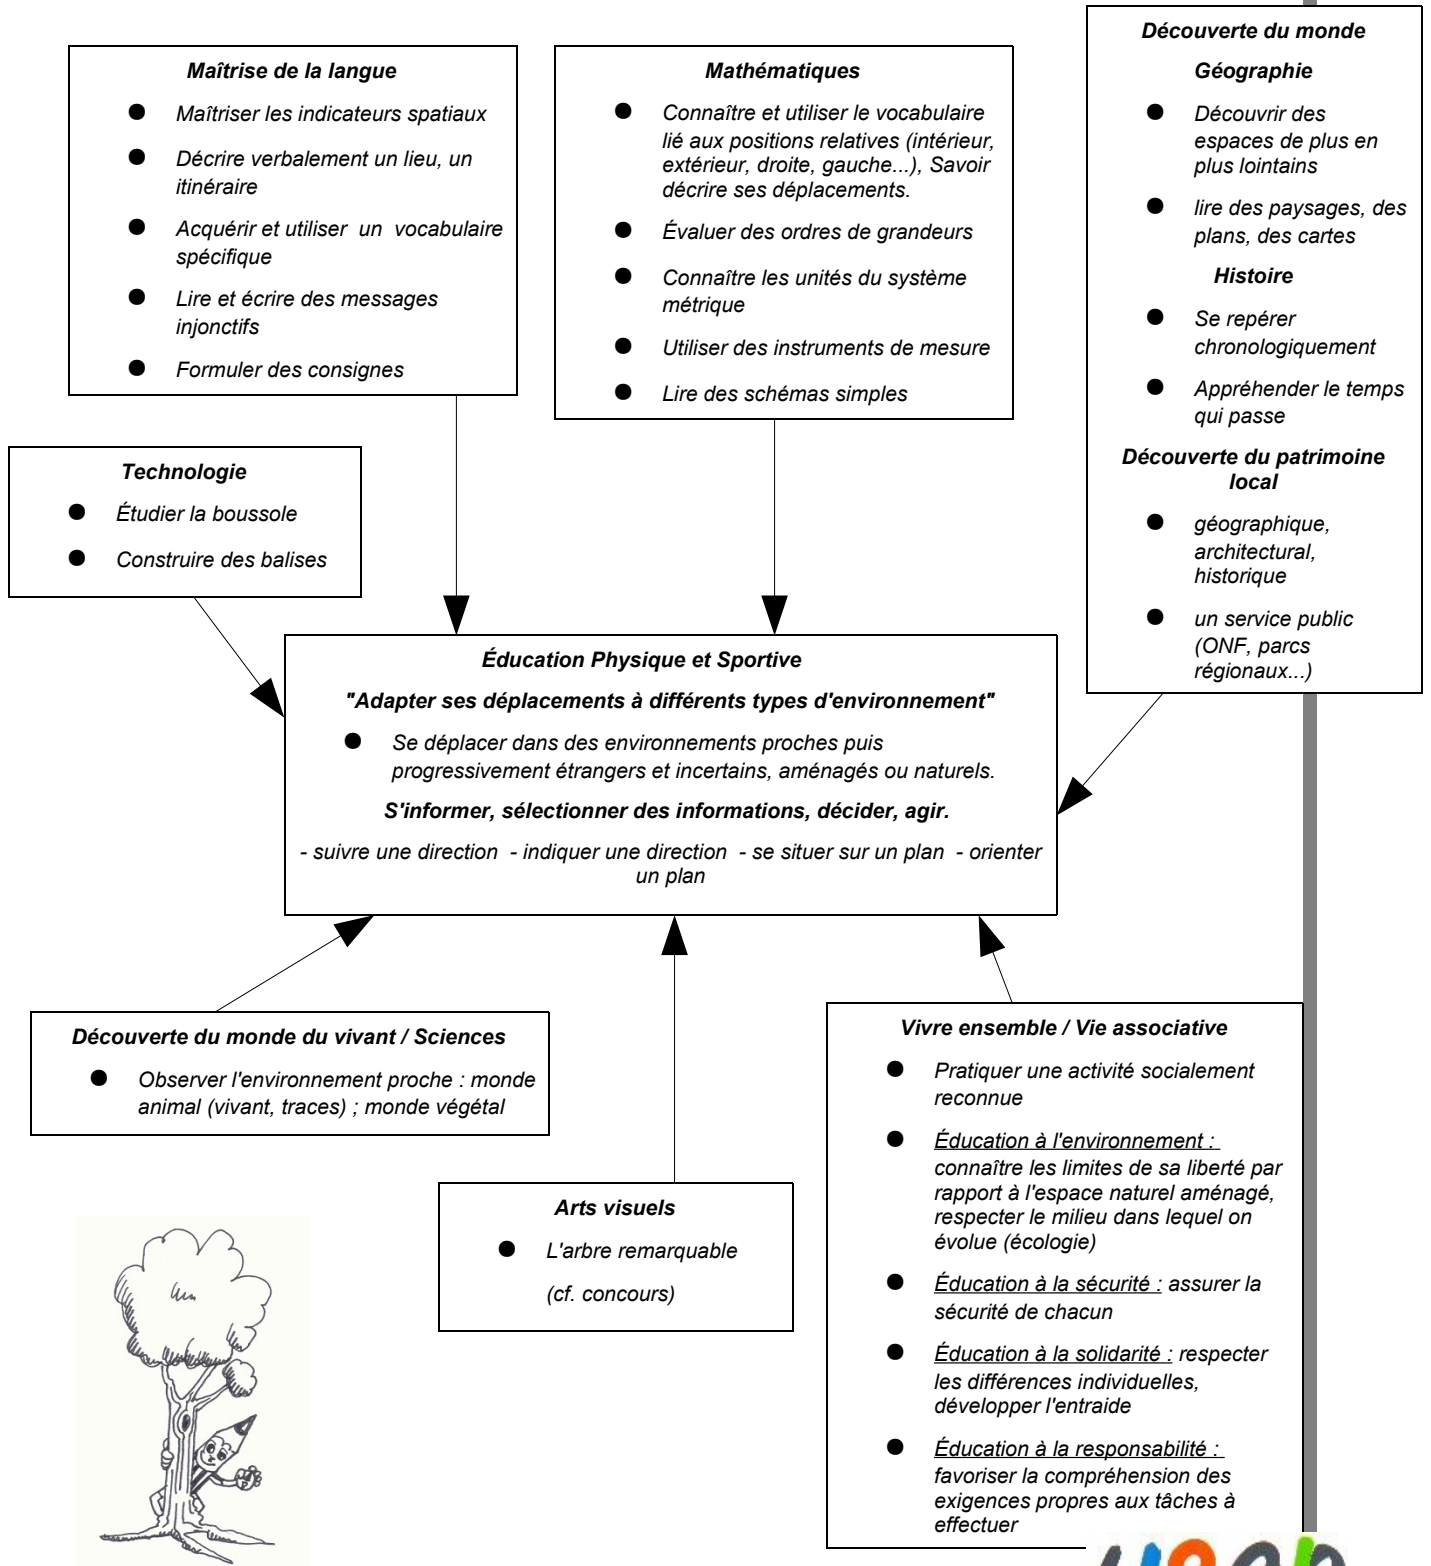 Maîtrise de la langue
● Maîtriser les indicateurs spatiaux
● Décrire verbalement un lieu, un
itinéraire
● Acquérir et utiliser un vocabulaire
spécifique
● Lire et écrire des messages
injonctifs
● Formuler des consignes
Mathématiques
● Connaître et utiliser le vocabulaire
lié aux positions relatives (intérieur,
extérieur, droite, gauche...), Savoir
décrire ses déplacements.
● Évaluer des ordres de grandeurs
● Connaître les unités du système
métrique
● Utiliser des instruments de mesure
● Lire des schémas simples
Découverte du monde
Géographie
● Découvrir des
espaces de plus en
plus lointains
● lire des paysages, des
plans, des cartes
Histoire
● Se repérer
chronologiquement
● Appréhender le temps
qui passe
Découverte du patrimoine
local
● géographique,
architectural,
historique
● un service public
(ONF, parcs
régionaux...)
Technologie
● Étudier la boussole
● Construire des balises
Éducation Physique et Sportive
"Adapter ses déplacements à différents types d'environnement"
● Se déplacer dans des environnements proches puis
progressivement étrangers et incertains, aménagés ou naturels.
S'informer, sélectionner des informations, décider, agir.
- suivre une direction - indiquer une direction - se situer sur un plan - orienter
un plan
Découverte du monde du vivant / Sciences
● Observer l'environnement proche : monde
animal (vivant, traces) ; monde végétal
Arts visuels
● L'arbre remarquable
(cf. concours)
Vivre ensemble / Vie associative
● Pratiquer une activité socialement
reconnue
● Éducation à l'environnement :
connaître les limites de sa liberté par
rapport à l'espace naturel aménagé,
respecter le milieu dans lequel on
évolue (écologie)
● Éducation à la sécurité : assurer la
sécurité de chacun
● Éducation à la solidarité : respecter
les différences individuelles,
développer l'entraide
● Éducation à la responsabilité :
favoriser la compréhension des
exigences propres aux tâches à
effectuer